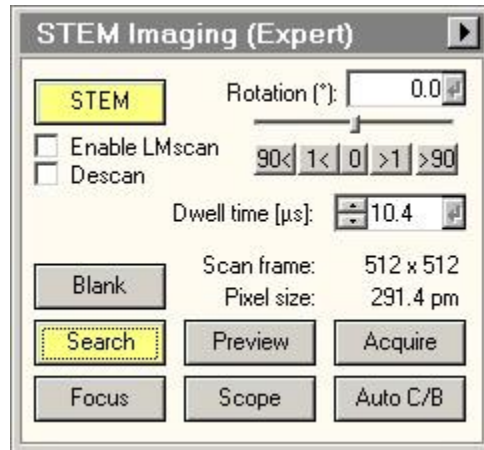 STEM Imaging (Expert)
STEM
Rotation (°): 0.0
Enable LMscan
Descan
90< 1< 0 >1 >90
Dwell time [µs]: 10.4
Blank
Scan frame: 512 x 512
Pixel size: 291.4 pm
Search Preview Acquire
Focus Scope Auto C/B